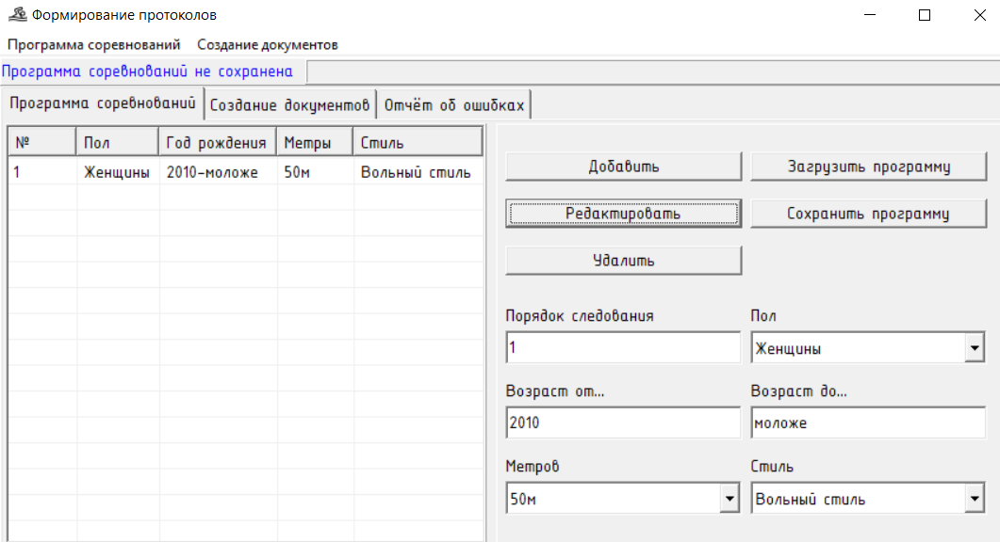 Формирование протоколов
Программа соревнований Создание документов
Программа соревнований не сохранена
Программа соревнований Создание документов Отчёт об ошибках
№ Пол Год рождения Метры Стиль
1 Женщины 2010-моложе 50м Вольный стиль
Добавить Загрузить программу
Редактировать Сохранить программу
Удалить
Порядок следования Пол
1 Женщины
Возраст от... Возраст до...
2010 моложе
Метров Стиль
50м Вольный стиль